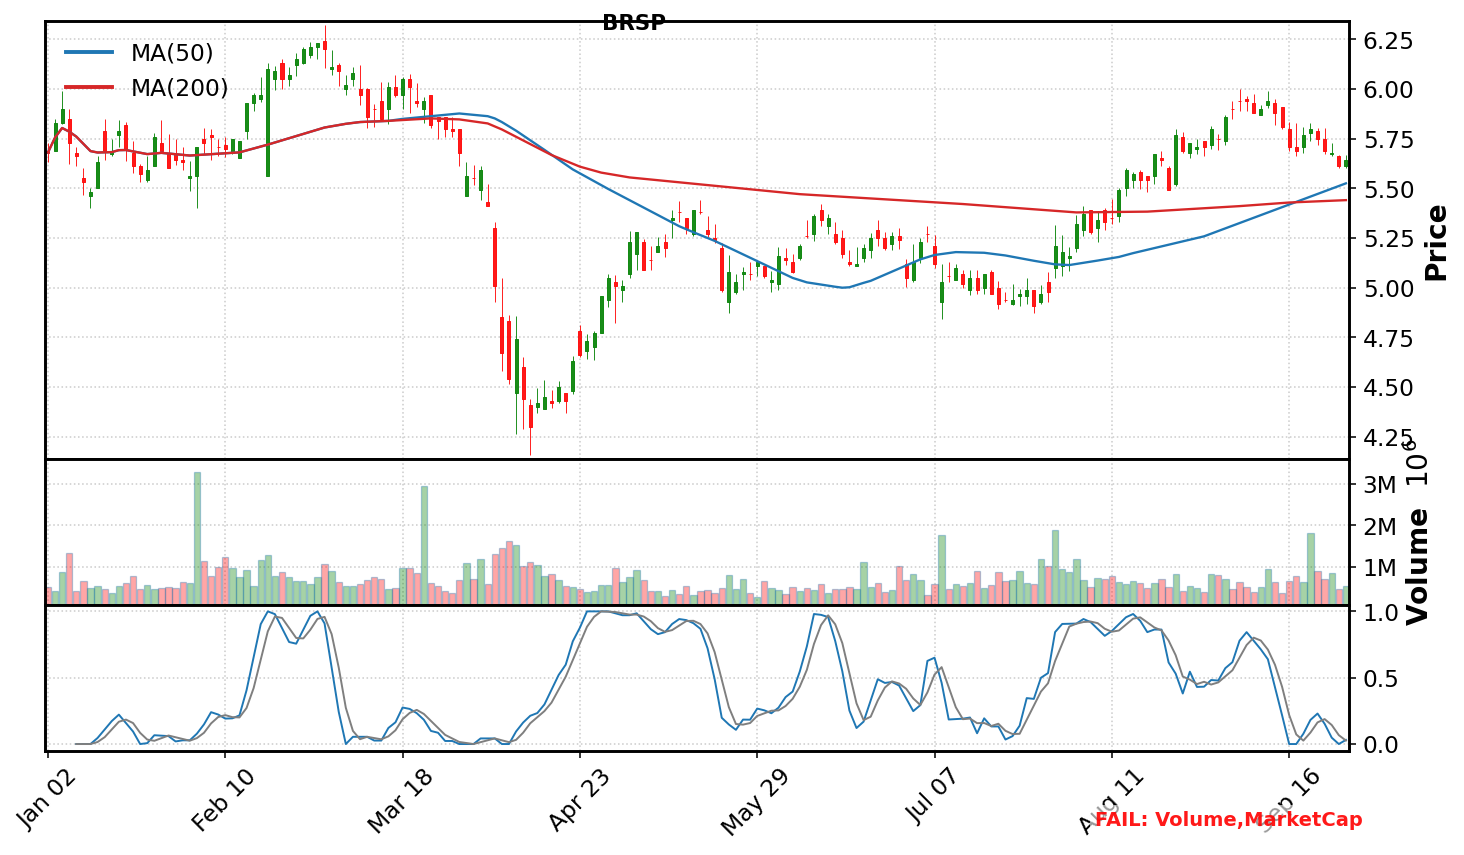 BRSP
MA(50)
MA(200)
6.25
6.00
5.75
5.50
5.25
5.00
4.75
4.50
4.25
Price
10⁶
3M
2M
1M
Volume
1.0
0.5
0.0
Jan 02
Feb 10
Mar 18
Apr 23
May 29
Jul 07
Aug 11
Sep 16
FAIL: Volume,MarketCap